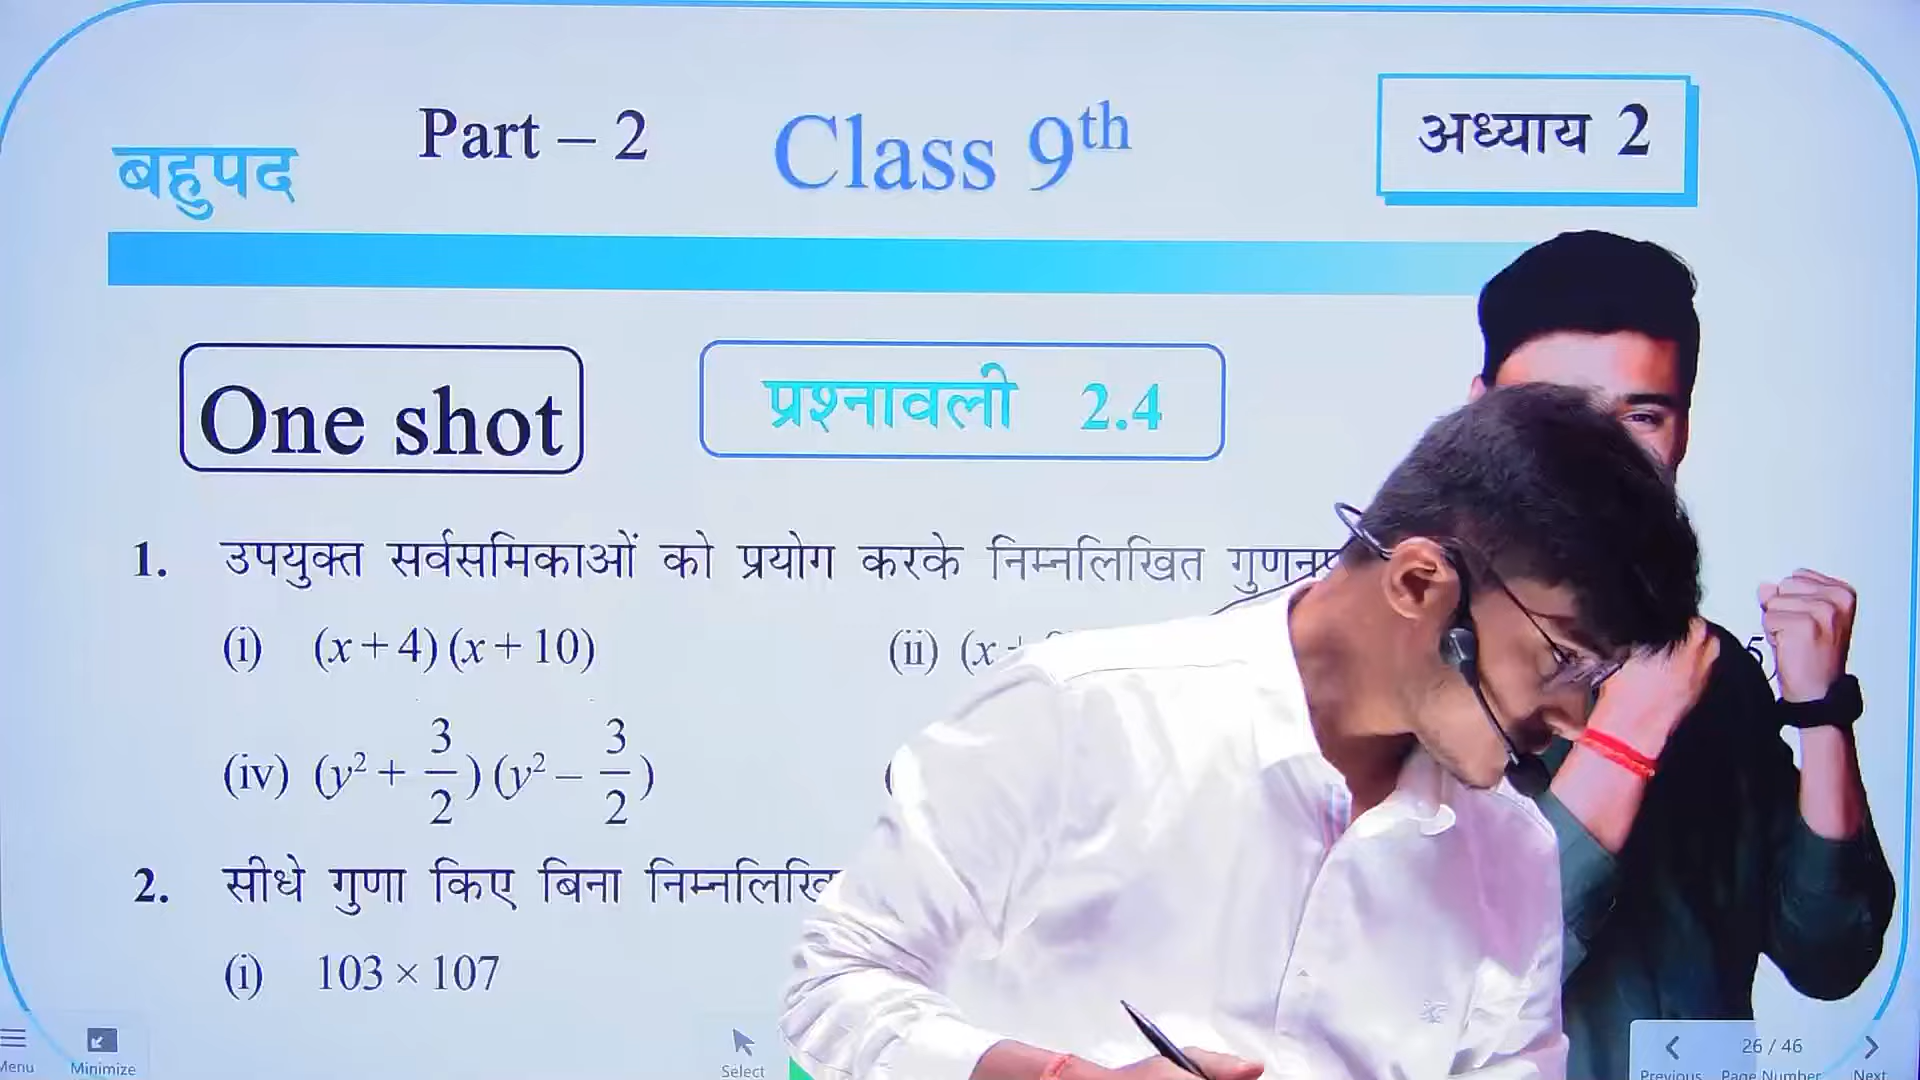 बहुपद Part – 2 Class 9th अध्याय 2
One shot प्रश्नावली 2.4
1. उपयुक्त सर्वसमिकाओं को प्रयोग करके निम्नलिखित
(i) (x + 4) (x + 10) (ii) (x
(iv) (y² + 3/2) (y² – 3/2)
2. सीधे गुणा किए बिना
(i) 103 × 107
Menu Minimize Select Previous 26 / 46 Page Number Next